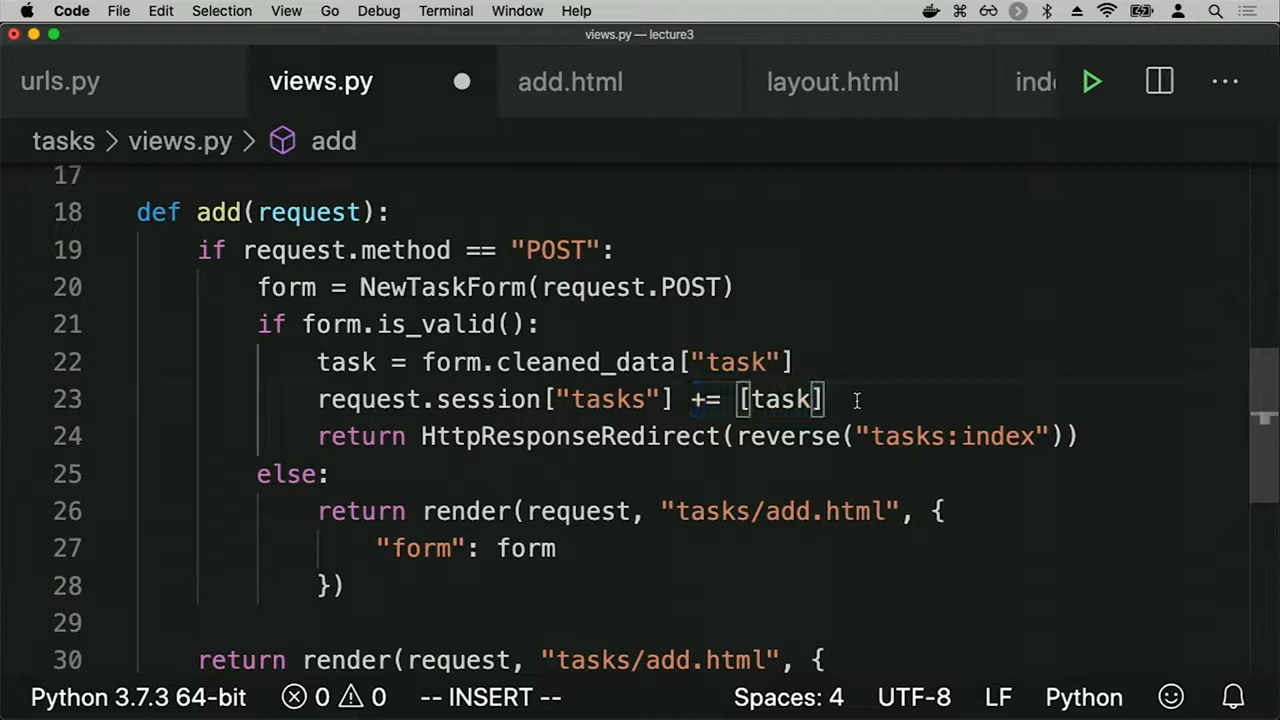 Code File Edit Selection View Go Debug Terminal Window Help
views.py — lecture3
urls.py views.py add.html layout.html inde
tasks > views.py > add
17
18 def add(request):
19 if request.method == "POST":
20 form = NewTaskForm(request.POST)
21 if form.is_valid():
22 task = form.cleaned_data["task"]
23 request.session["tasks"] += [task]
24 return HttpResponseRedirect(reverse("tasks:index"))
25 else:
26 return render(request, "tasks/add.html", {
27 "form": form
28 })
29
30 return render(request, "tasks/add.html", {
Python 3.7.3 64-bit 0 0 -- INSERT -- Spaces: 4 UTF-8 LF Python